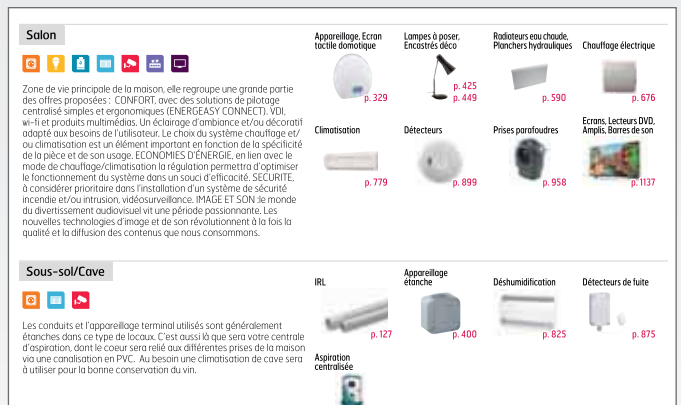 Salon
Zone de vie principale de la maison, elle regroupe une grande partie
des offres proposées : CONFORT, avec des solutions de pilotage
centralisé simples et ergonomiques (ENERGEASY CONNECT). VDI,
wi-fi et produits multimédias. Un éclairage d'ambiance et/ou décoratif
adapté aux besoins de l'utilisateur. Le choix du système chauffage et/
ou climatisation est un élément important en fonction de la spécificité
de la pièce et de son usage. ECONOMIES D'ÉNERGIE, en lien avec le
mode de chauffage/climatisation la régulation permettra d'optimiser
le fonctionnement du système dans un souci d'efficacité. SECURITE,
à considérer prioritaire dans l'installation d'un système de sécurité
incendie et/ou intrusion, vidéosurveillance. IMAGE ET SON :le monde
du divertissement audiovisuel vit une période passionnante. Les
nouvelles technologies d'image et de son révolutionnent à la fois la
qualité et la diffusion des contenus que nous consommons.
Appareillage, Ecran
tactile domotique
p. 329
Lampes à poser,
Encastrés déco
p. 425
p. 449
Radiateurs eau chaude,
Planchers hydrauliques
p. 590
Chauffage électrique
p. 676
Climatisation
p. 779
Détecteurs
p. 899
Prises parafoudres
p. 958
Ecrans, Lecteurs DVD,
Amplis, Barres de son
p. 1137
Sous-sol/Cave
Les conduits et l'appareillage terminal utilisés sont généralement
étanches dans ce type de locaux. C'est aussi là que sera votre centrale
d'aspiration, dont le coeur sera relié aux différentes prises de la maison
via une canalisation en PVC. Au besoin une climatisation de cave sera
à utiliser pour la bonne conservation du vin.
IRL
p. 127
Appareillage
étanche
p. 400
Déshumidification
p. 825
Détecteurs de fuite
p. 875
Aspiration
centralisée